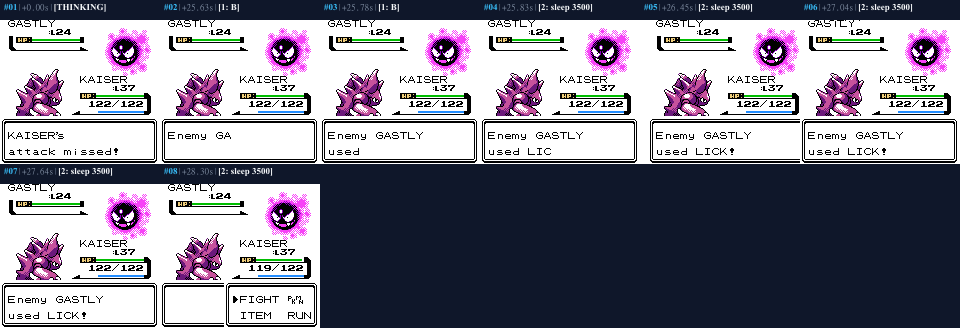 #01|+0.00s|[THINKING]
GASTLY
:L24
HP:
KAISER
:L37
HP:
122/122
KAISER's
attack missed!
#02|+25.63s|[1: B]
GASTLY
:L24
HP:
KAISER
:L37
HP:
122/122
Enemy GA
#03|+25.78s|[1: B]
GASTLY
:L24
HP:
KAISER
:L37
HP:
122/122
Enemy GASTLY
used
#04|+25.83s|[2: sleep 3500]
GASTLY
:L24
HP:
KAISER
:L37
HP:
122/122
Enemy GASTLY
used LIC
#05|+26.45s|[2: sleep 3500]
GASTLY
:L24
HP:
KAISER
:L37
HP:
122/122
Enemy GASTLY
used LICK!
#06|+27.04s|[2: sleep 3500]
GASTLY
:L24
HP:
KAISER
:L37
HP:
122/122
Enemy GASTLY
used LICK!
#07|+27.64s|[2: sleep 3500]
GASTLY
:L24
HP:
KAISER
:L37
HP:
122/122
Enemy GASTLY
used LICK!
#08|+28.30s|[2: sleep 3500]
GASTLY
:L24
HP:
KAISER
:L37
HP:
119/122
▶FIGHT PKMN
ITEM RUN